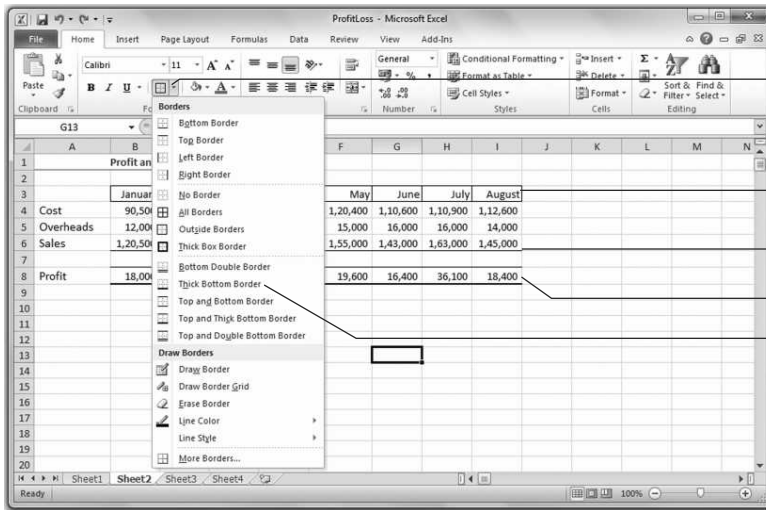 ProfitLoss - Microsoft Excel
File Home Insert Page Layout Formulas Data Review View Add-Ins
Calibri 11 A A General Conditional Formatting Insert Σ
Paste B I U A % , Format as Table Delete
.0 .00 .00 .0 Cell Styles Format Sort & Filter Find & Select
Clipboard Fo Number Styles Cells Editing
G13
A B F G H I J K L M N
1 Profit an
2
3 Januar May June July August
4 Cost 90,50 1,20,400 1,10,600 1,10,900 1,12,600
5 Overheads 12,00 15,000 16,000 16,000 14,000
6 Sales 1,20,50 1,55,000 1,43,000 1,63,000 1,45,000
7
8 Profit 18,00 19,600 16,400 36,100 18,400
9
10
11
12
13
14
15
16
17
18
19
20
Borders
Bottom Border
Top Border
Left Border
Right Border
No Border
All Borders
Outside Borders
Thick Box Border
Bottom Double Border
Thick Bottom Border
Top and Bottom Border
Top and Thick Bottom Border
Top and Double Bottom Border
Draw Borders
Draw Border
Draw Border Grid
Erase Border
Line Color
Line Style
More Borders...
Sheet1 Sheet2 Sheet3 Sheet4
Ready 100%